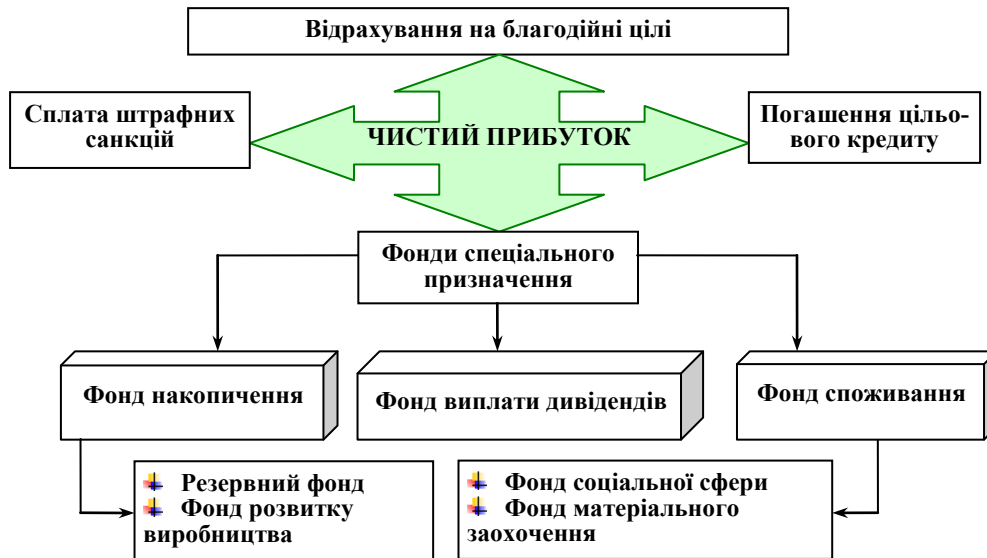 Відрахування на благодійні цілі
Сплата штрафних
санкцій
ЧИСТИЙ ПРИБУТОК
Погашення цільо-
вого кредиту
Фонди спеціального
призначення
Фонд накопичення
Фонд виплати дивідендів
Фонд споживання
Резервний фонд
Фонд розвитку
виробництва
Фонд соціальної сфери
Фонд матеріального
заохочення